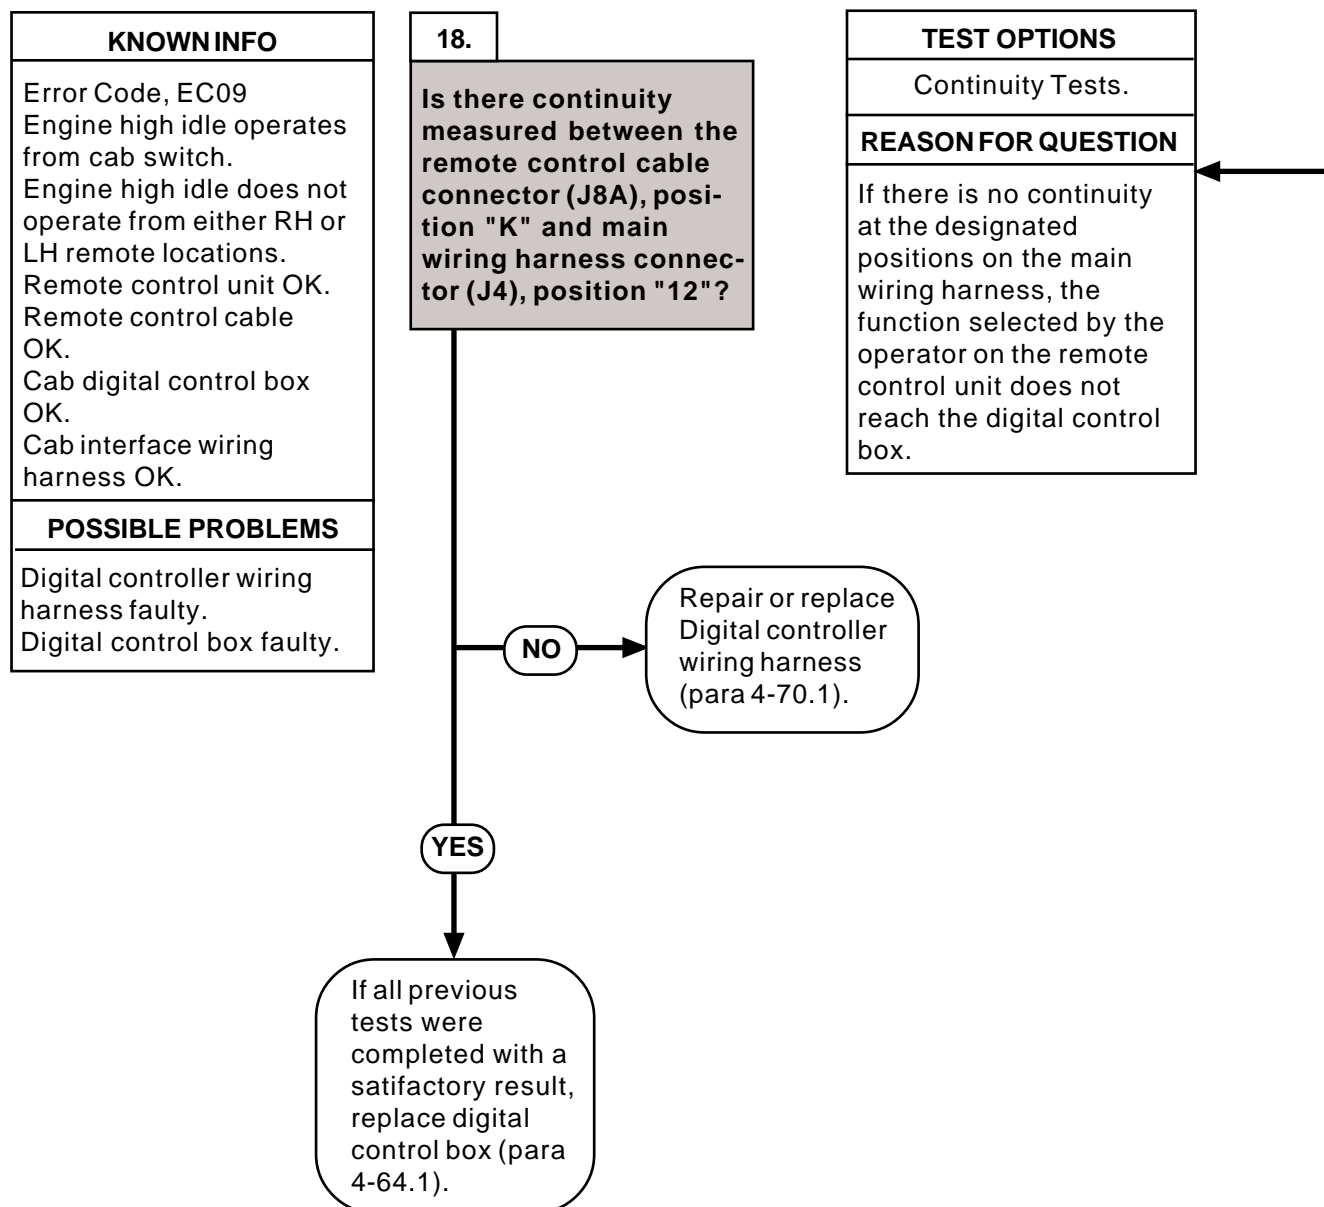 KNOWN INFO
Error Code, EC09
Engine high idle operates
from cab switch.
Engine high idle does not
operate from either RH or
LH remote locations.
Remote control unit OK.
Remote control cable
OK.
Cab digital control box
OK.
Cab interface wiring
harness OK.
POSSIBLE PROBLEMS
Digital controller wiring
harness faulty.
Digital control box faulty.
18.
Is there continuity
measured between the
remote control cable
connector (J8A), posi-
tion "K" and main
wiring harness connec-
tor (J4), position "12"?
TEST OPTIONS
Continuity Tests.
REASON FOR QUESTION
If there is no continuity
at the designated
positions on the main
wiring harness, the
function selected by the
operator on the remote
control unit does not
reach the digital control
box.
NO
Repair or replace
Digital controller
wiring harness
(para 4-70.1).
YES
If all previous
tests were
completed with a
satifactory result,
replace digital
control box (para
4-64.1).